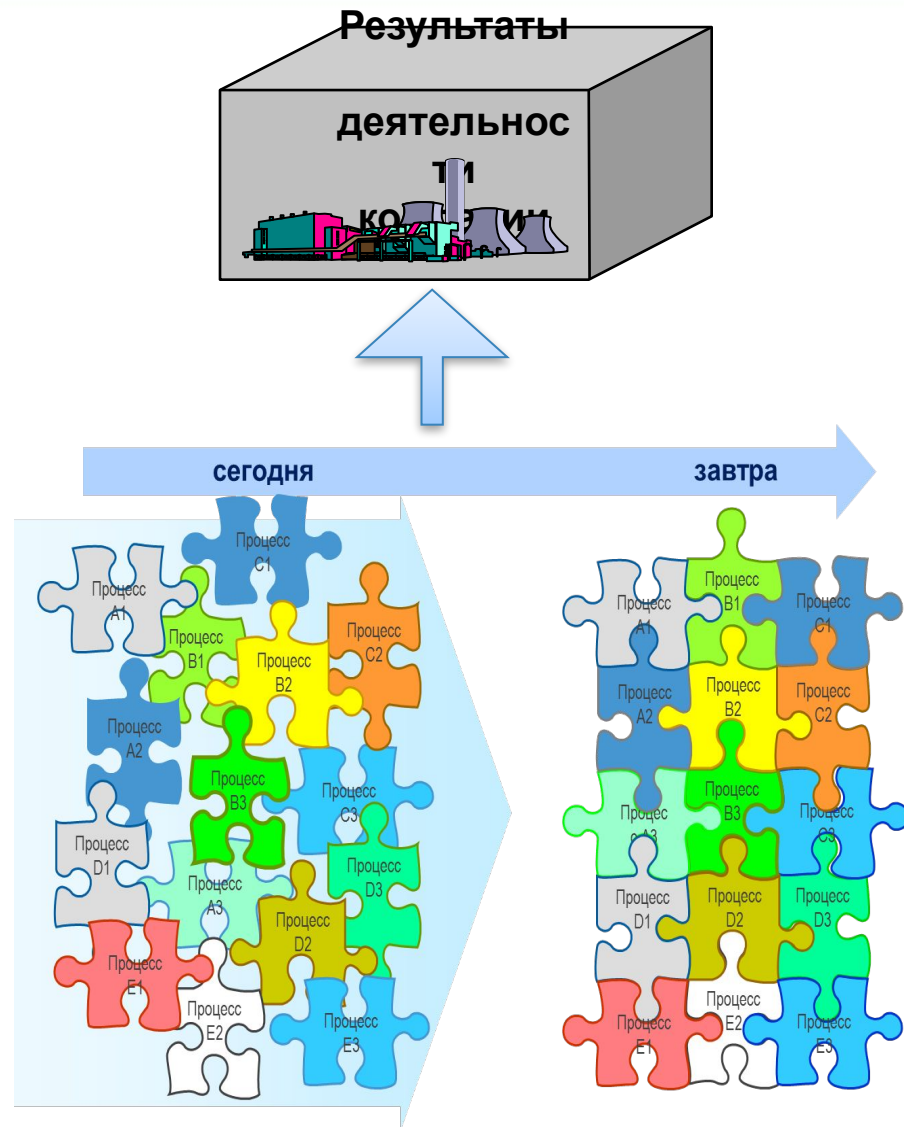 Результаты
деятельнос
ти
сегодня
завтра
Процесс
C1
Процесс
A1
Процесс
B1
Процесс
C2
Процесс
B2
Процесс
A2
Процесс
B3
Процесс
C3
Процесс
D1
Процесс
A3
Процесс
D3
Процесс
D2
Процесс
E1
Процесс
E2
Процесс
E3
Процесс
A1
Процесс
B1
Процесс
C1
Процесс
A2
Процесс
B2
Процесс
C2
Процес
с A3
Процесс
B3
Процесс
C3
Процесс
D1
Процесс
D2
Процесс
D3
Процесс
E1
Процесс
E2
Процесс
E3